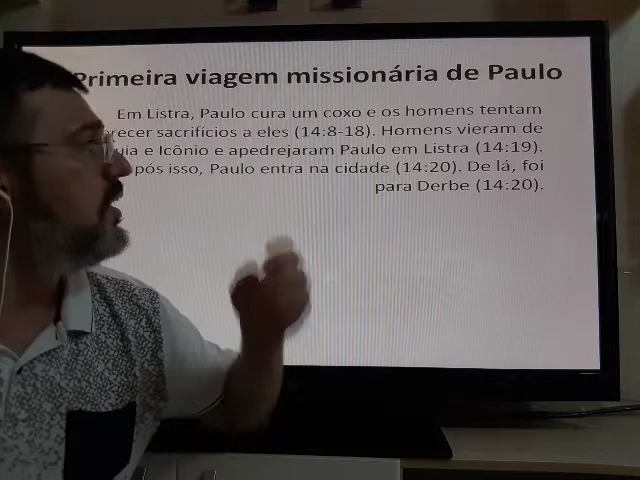 Primeira viagem missionária de Paulo
Em Listra, Paulo cura um coxo e os homens tentam
sacrifícios a eles (14:8-18). Homens vieram de
e Icônio e apedrejaram Paulo em Listra (14:19).
pós isso, Paulo entra na cidade (14:20). De lá, foi
para Derbe (14:20).